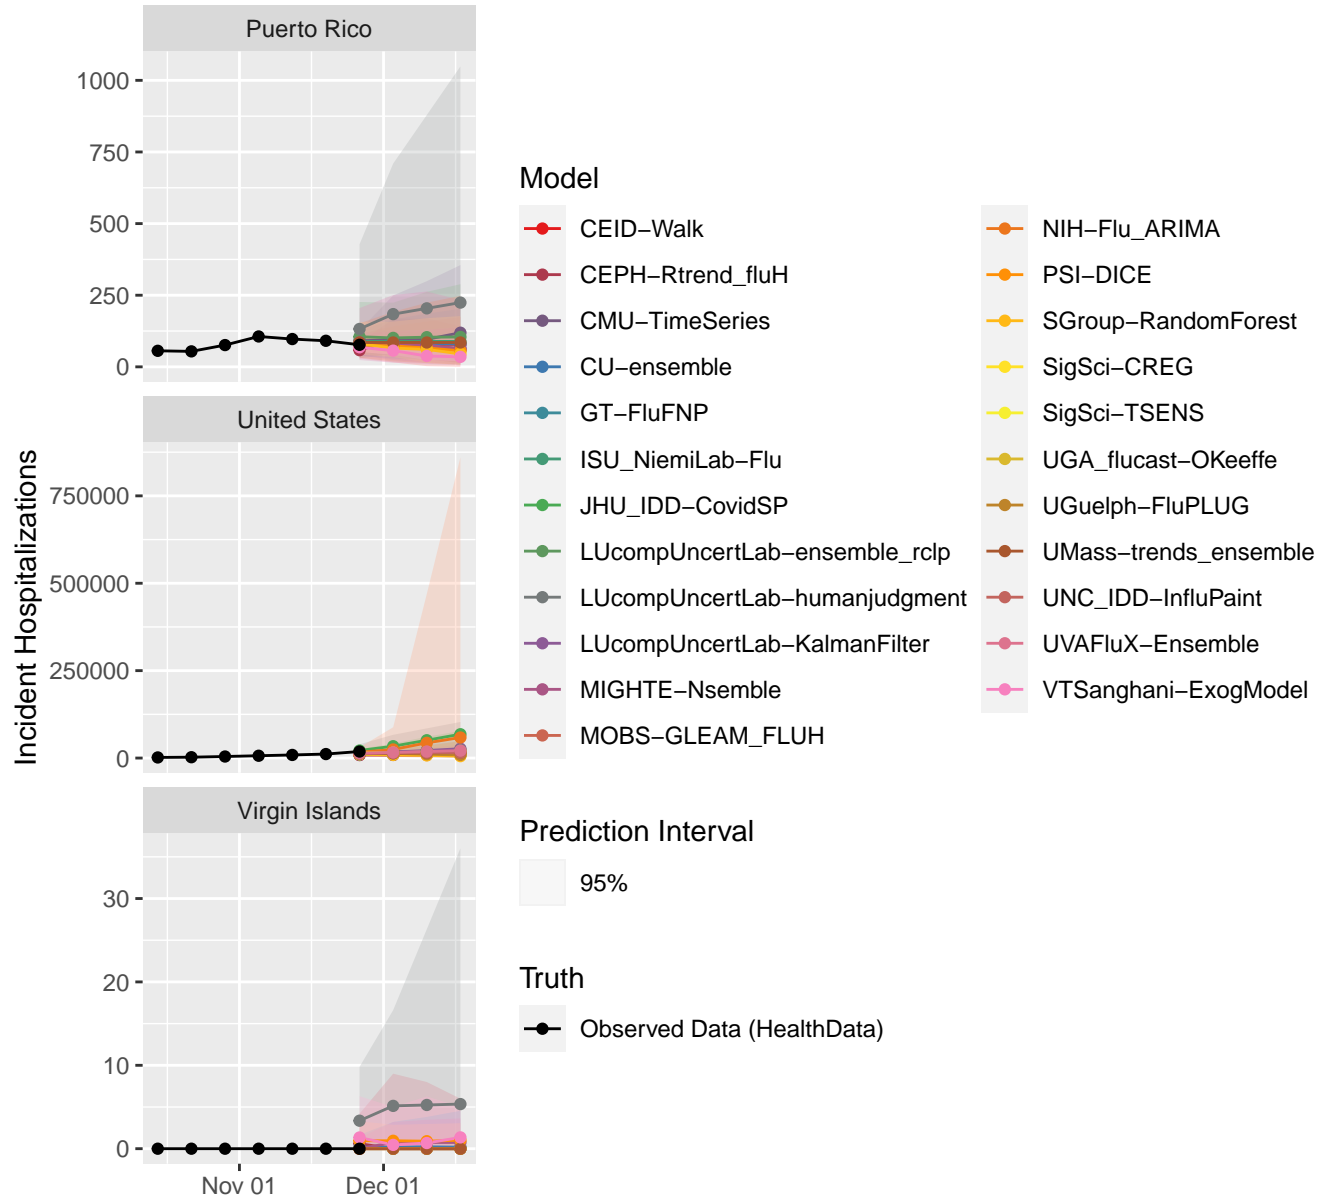 Puerto Rico
1000
750
500
250
0
United States
750000
500000
250000
0
Virgin Islands
30
20
10
0
Nov 01
Dec 01
Incident Hospitalizations
Model
CEID−Walk
CEPH−Rtrend_fluH
CMU−TimeSeries
CU−ensemble
GT−FluFNP
ISU_NiemiLab−Flu
JHU_IDD−CovidSP
LUcompUncertLab−ensemble_rclp
LUcompUncertLab−humanjudgment
LUcompUncertLab−KalmanFilter
MIGHTE−Nsemble
MOBS−GLEAM_FLUH
NIH−Flu_ARIMA
PSI−DICE
SGroup−RandomForest
SigSci−CREG
SigSci−TSENS
UGA_flucast−OKeeffe
UGuelph−FluPLUG
UMass−trends_ensemble
UNC_IDD−InfluPaint
UVAFluX−Ensemble
VTSanghani−ExogModel
Prediction Interval
95%
Truth
Observed Data (HealthData)